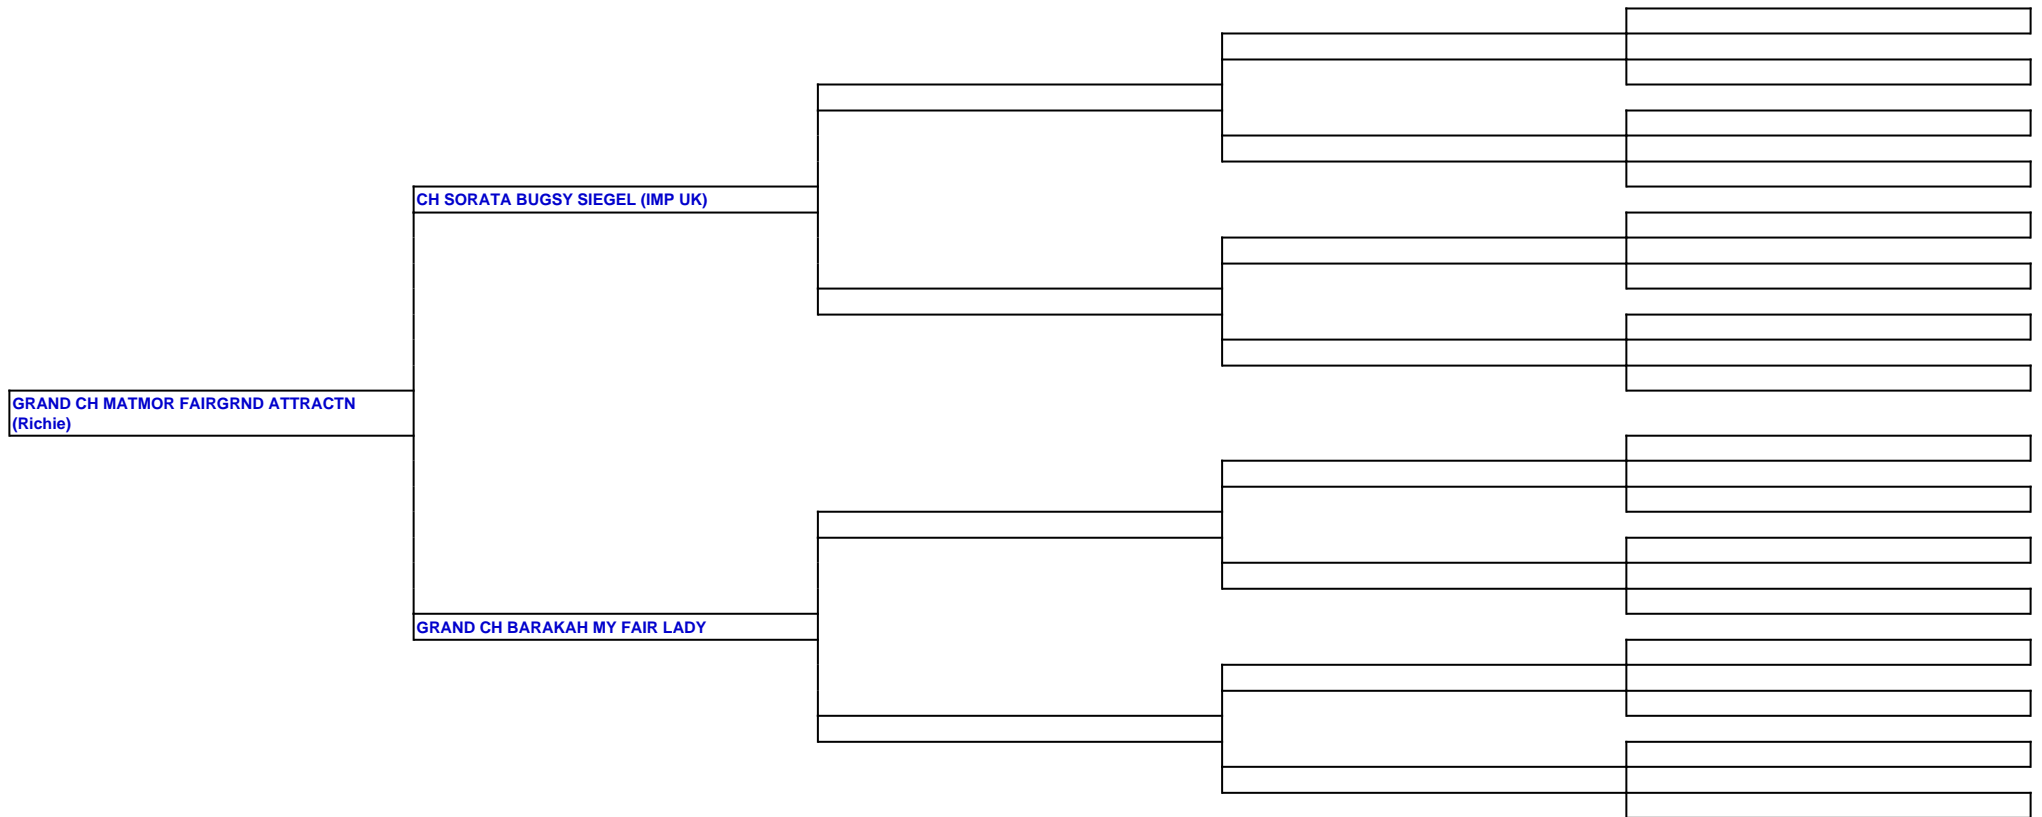 CH SORATA BUGSY SIEGEL (IMP UK)
GRAND CH MATMOR FAIRGRND ATTRACTN
(Richie)
GRAND CH BARAKAH MY FAIR LADY